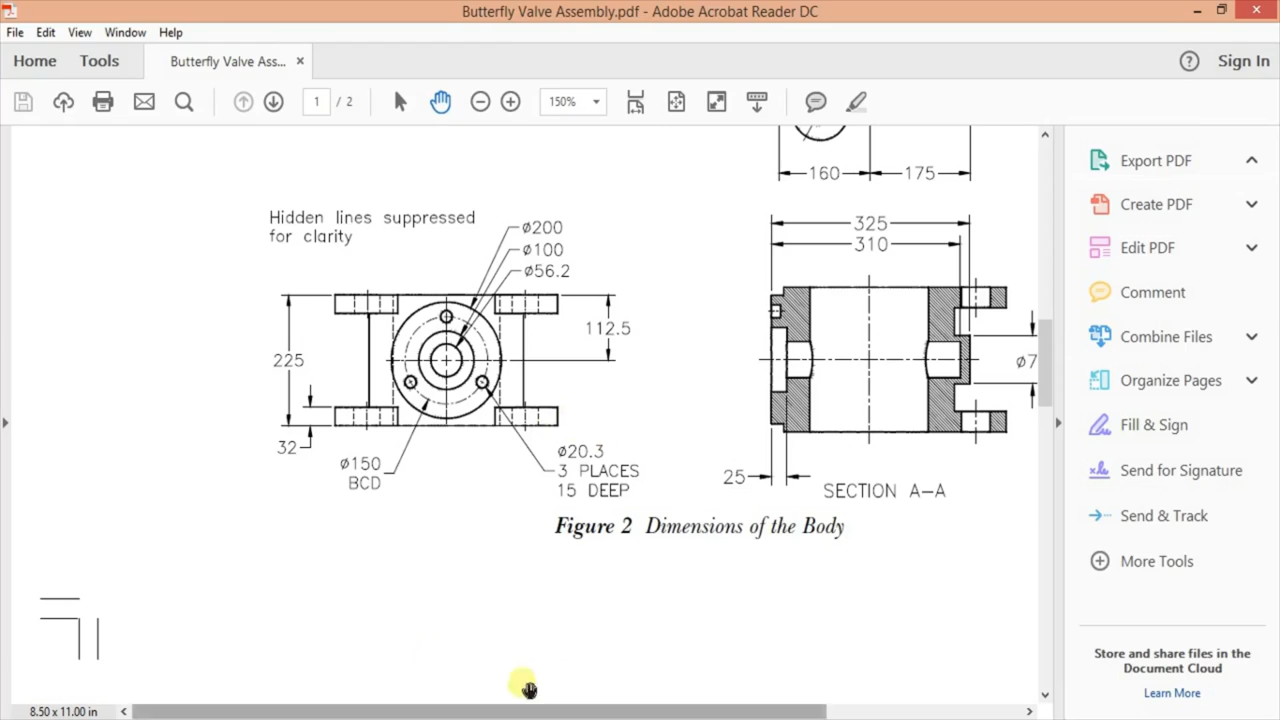 Butterfly Valve Assembly.pdf - Adobe Acrobat Reader DC
File Edit View Window Help
Home Tools Butterfly Valve Ass... × Sign In
1 / 2 150%
160 175
Export PDF
Create PDF
Edit PDF
Comment
Combine Files
Organize Pages
Fill & Sign
Send for Signature
Send & Track
More Tools
Hidden lines suppressed
for clarity
ø200
ø100
ø56.2
112.5
225
32
ø150
BCD
ø20.3
3 PLACES
15 DEEP
325
310
ø7
25
SECTION A-A
Figure 2 Dimensions of the Body
Store and share files in the
Document Cloud
Learn More
8.50 x 11.00 in